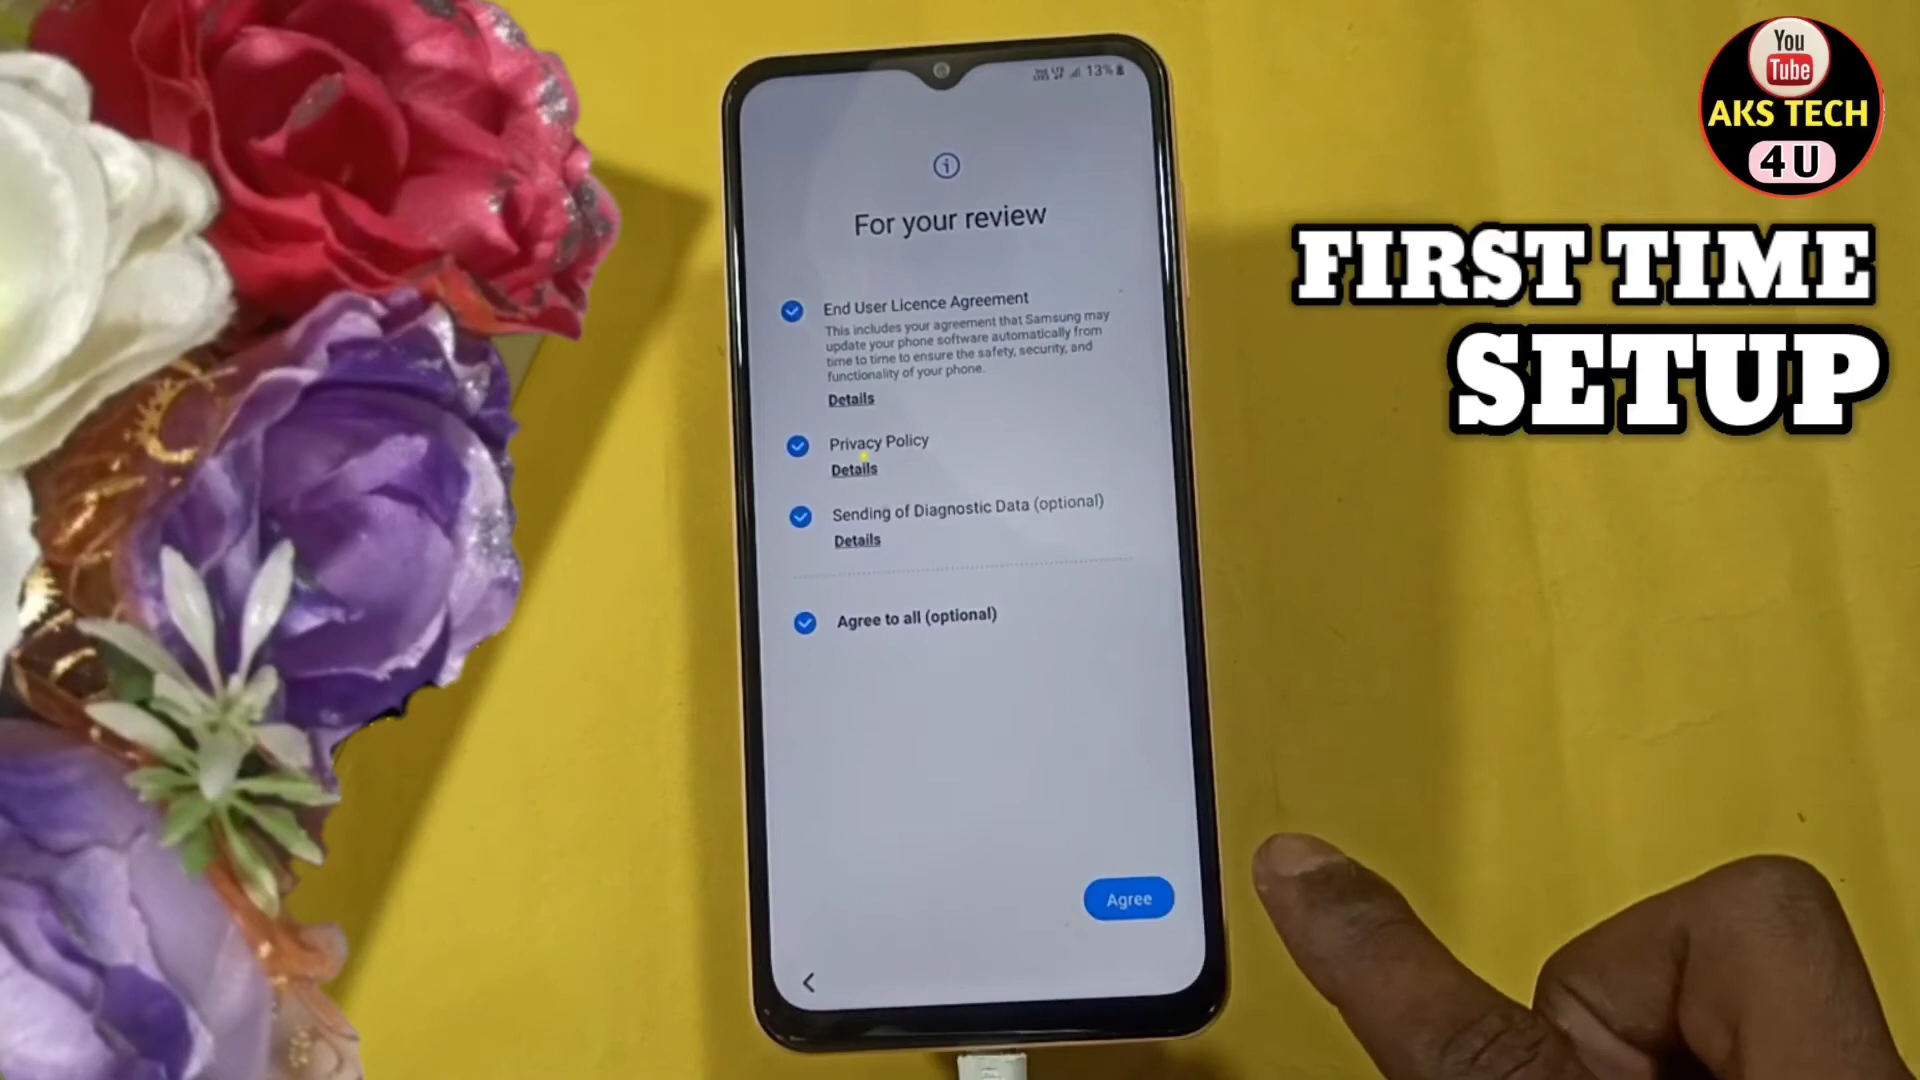 You
Tube
AKS TECH
4 U
FIRST TIME
SETUP
13%
For your review
End User Licence Agreement
This includes your agreement that Samsung may
update your phone software automatically from
time to time to ensure the safety, security, and
functionality of your phone.
Details
Privacy Policy
Details
Sending of Diagnostic Data (optional)
Details
Agree to all (optional)
Agree